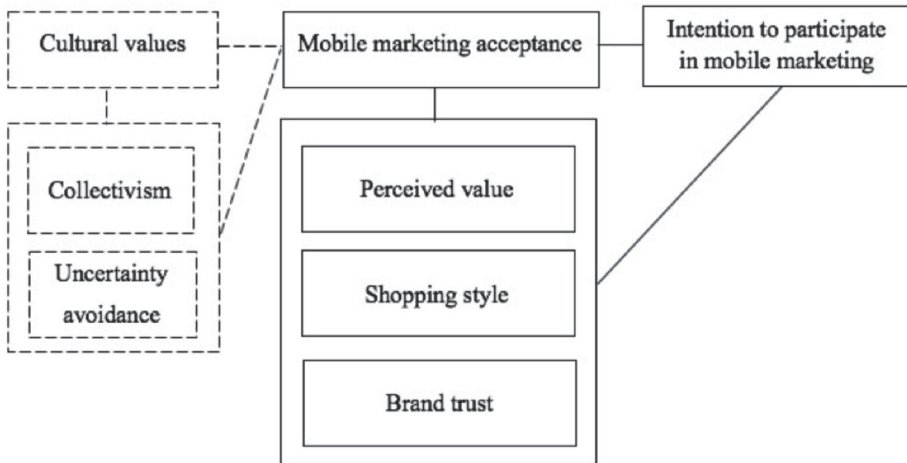 Cultural values
Mobile marketing acceptance
Intention to participate
in mobile marketing
Collectivism
Uncertainty
avoidance
Perceived value
Shopping style
Brand trust